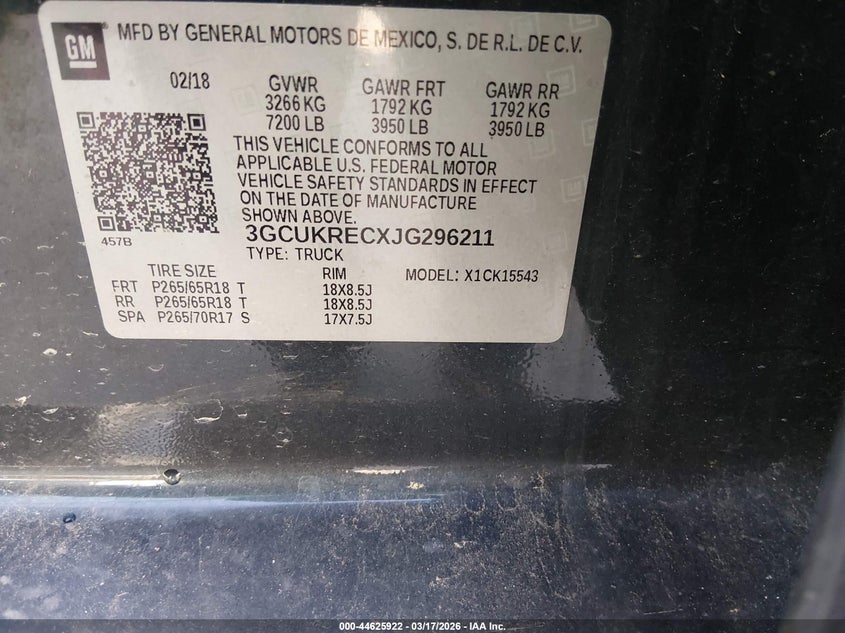 GM
MFD BY GENERAL MOTORS DE MEXICO, S. DE R.L. DE C.V.
02/18 GVWR GAWR FRT GAWR RR
3266 KG 1792 KG 1792 KG
7200 LB 3950 LB 3950 LB
THIS VEHICLE CONFORMS TO ALL
APPLICABLE U.S. FEDERAL MOTOR
VEHICLE SAFETY STANDARDS IN EFFECT
ON THE DATE OF MANUFACTURE
SHOWN ABOVE.
457B
3GCUKRECXJG296211
TYPE: TRUCK
TIRE SIZE RIM MODEL: X1CK15543
FRT P265/65R18 T 18X8.5J
RR P265/65R18 T 18X8.5J
SPA P265/70R17 S 17X7.5J
000-44625922 — 03/17/2026 — IAA Inc.